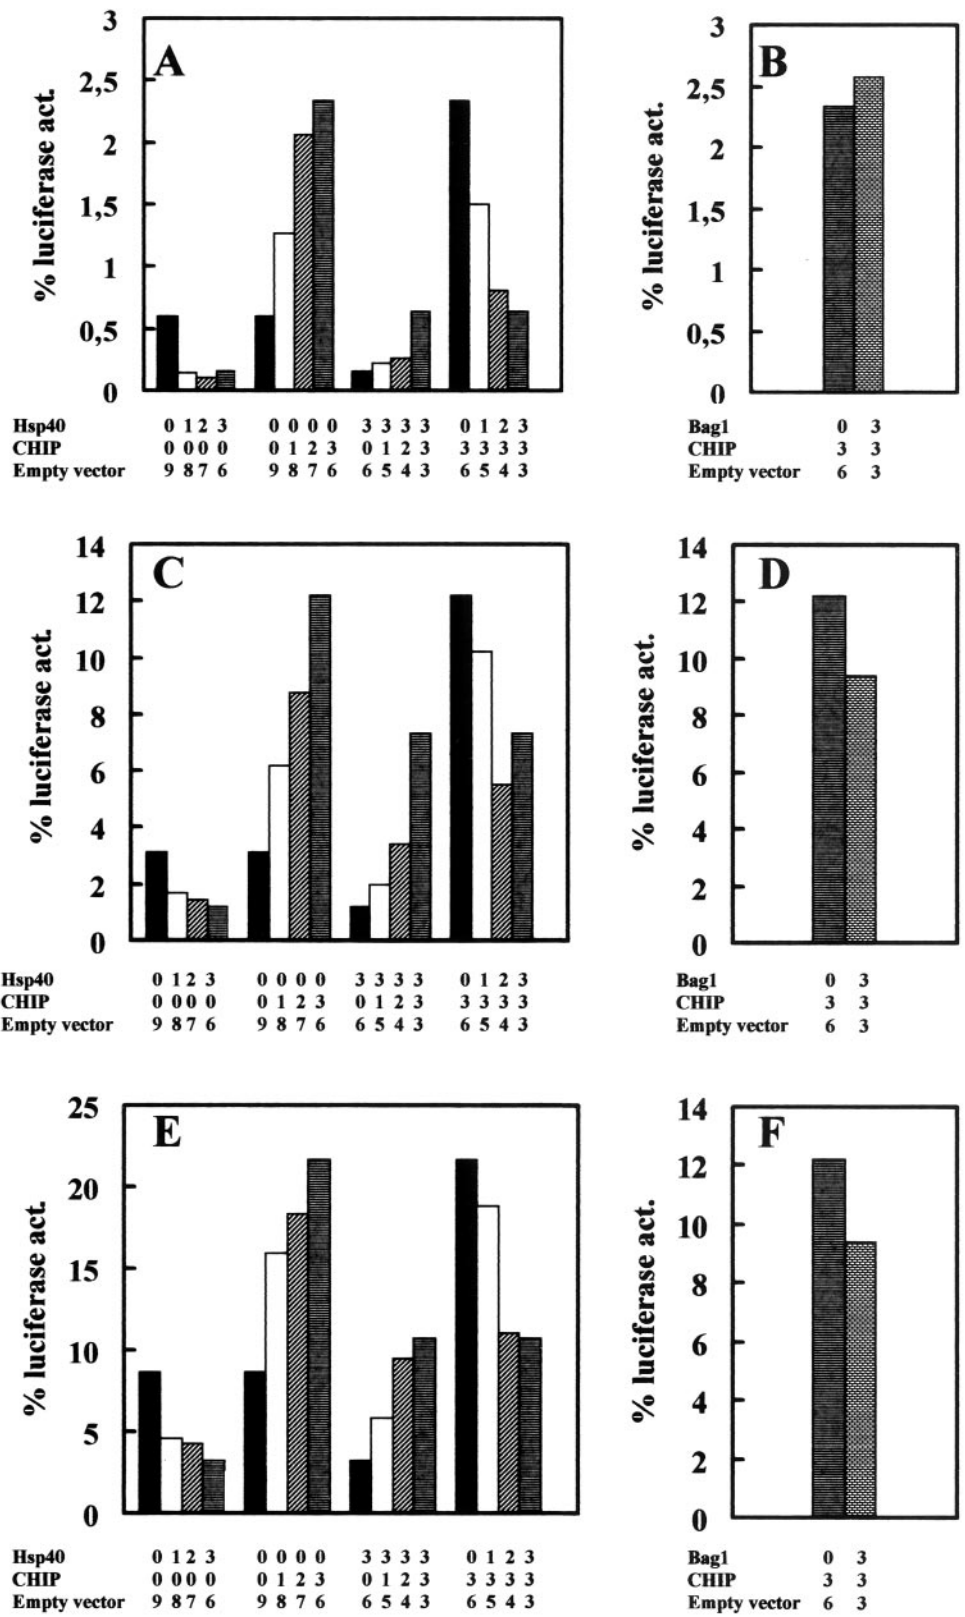 A
% luciferase act.
3
2,5
2
1,5
1
0,5
0
Hsp40 0 1 2 3 0 0 0 0 3 3 3 3 0 1 2 3
CHIP 0 0 0 0 0 1 2 3 0 1 2 3 3 3 3 3
Empty vector 9 8 7 6 9 8 7 6 6 5 4 3 6 5 4 3
B
% luciferase act.
3
2,5
2
1,5
1
0,5
0
Bag1 0 3
CHIP 3 3
Empty vector 6 3
C
% luciferase act.
14
12
10
8
6
4
2
0
Hsp40 0 1 2 3 0 0 0 0 3 3 3 3 0 1 2 3
CHIP 0 0 0 0 0 1 2 3 0 1 2 3 3 3 3 3
Empty vector 9 8 7 6 9 8 7 6 6 5 4 3 6 5 4 3
D
% luciferase act.
14
12
10
8
6
4
2
0
Bag1 0 3
CHIP 3 3
Empty vector 6 3
E
% luciferase act.
25
20
15
10
5
0
Hsp40 0 1 2 3 0 0 0 0 3 3 3 3 0 1 2 3
CHIP 0 0 0 0 0 1 2 3 0 1 2 3 3 3 3 3
Empty vector 9 8 7 6 9 8 7 6 6 5 4 3 6 5 4 3
F
% luciferase act.
14
12
10
8
6
4
2
0
Bag1 0 3
CHIP 3 3
Empty vector 6 3